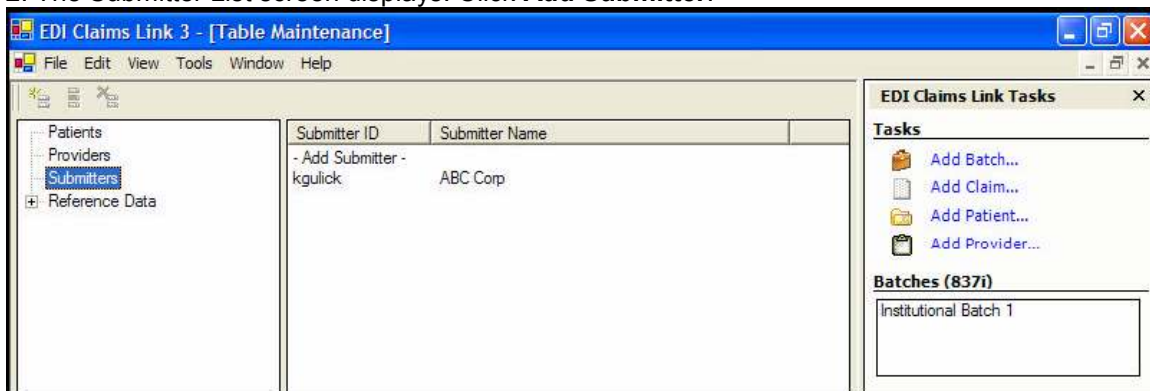 2. The Submitter List screen displays. Click Add Submitter.
EDI Claims Link 3 - [Table Maintenance]
File Edit View Tools Window Help
EDI Claims Link Tasks
Patients
Providers
Submitters
Reference Data
Submitter ID Submitter Name
- Add Submitter -
kgulick ABC Corp
Tasks
Add Batch...
Add Claim...
Add Patient...
Add Provider...
Batches (837i)
Institutional Batch 1